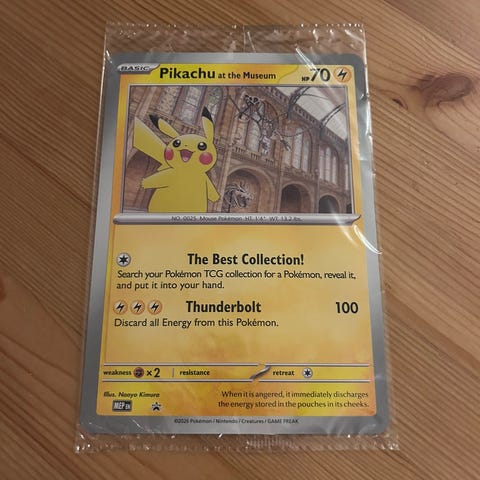 BASIC Pikachu at the Museum HP 70
NO. 0025 Mouse Pokémon HT: 1'4" WT: 13.2 lbs.
The Best Collection!
Search your Pokémon TCG collection for a Pokémon, reveal it,
and put it into your hand.
Thunderbolt 100
Discard all Energy from this Pokémon.
weakness ×2 resistance retreat
Illus. Naoyo Kimura
When it is angered, it immediately discharges
the energy stored in the pouches in its cheeks.
MEP EN
©2026 Pokémon / Nintendo / Creatures / GAME FREAK